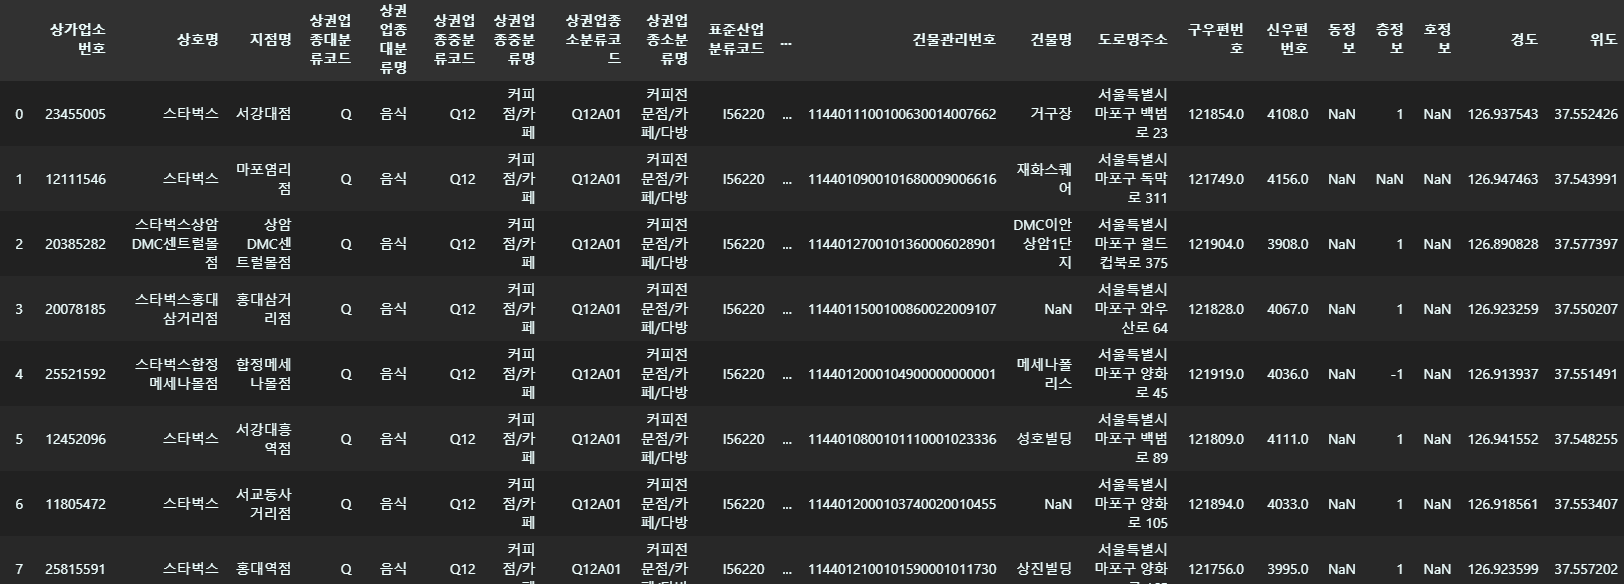 상가업소번호 상호명 지점명 상권업종대분류코드 상권업종대분류명 상권업종중분류코드 상권업종중분류명 상권업종소분류코드 상권업종소분류명 표준산업분류코드 ... 건물관리번호 건물명 도로명주소 구우편번호 신우편번호 동정보 층정보 호정보 경도 위도
0 23455005 스타벅스 서강대점 Q 음식 Q12 커피점/카페 Q12A01 커피전문점/카페/다방 I56220 ... 1144011100100630014007662 거구장 서울특별시 마포구 백범로 23 121854.0 4108.0 NaN 1 NaN 126.937543 37.552426
1 12111546 스타벅스 마포염리점 Q 음식 Q12 커피점/카페 Q12A01 커피전문점/카페/다방 I56220 ... 1144010900101680009006616 재화스퀘어 서울특별시 마포구 독막로 311 121749.0 4156.0 NaN NaN NaN 126.947463 37.543991
2 20385282 스타벅스상암DMC센트럴몰점 상암DMC센트럴몰점 Q 음식 Q12 커피점/카페 Q12A01 커피전문점/카페/다방 I56220 ... 1144012700101360006028901 DMC이안상암1단지 서울특별시 마포구 월드컵북로 375 121904.0 3908.0 NaN 1 NaN 126.890828 37.577397
3 20078185 스타벅스홍대삼거리점 홍대삼거리점 Q 음식 Q12 커피점/카페 Q12A01 커피전문점/카페/다방 I56220 ... 1144011500100860022009107 NaN 서울특별시 마포구 와우산로 64 121828.0 4067.0 NaN 1 NaN 126.923259 37.550207
4 25521592 스타벅스합정메세나몰점 합정메세나몰점 Q 음식 Q12 커피점/카페 Q12A01 커피전문점/카페/다방 I56220 ... 1144012000104900000000001 메세나폴리스 서울특별시 마포구 양화로 45 121919.0 4036.0 NaN -1 NaN 126.913937 37.551491
5 12452096 스타벅스 서강대흥역점 Q 음식 Q12 커피점/카페 Q12A01 커피전문점/카페/다방 I56220 ... 1144010800101110001023336 성호빌딩 서울특별시 마포구 백범로 89 121809.0 4111.0 NaN 1 NaN 126.941552 37.548255
6 11805472 스타벅스 서교동사거리점 Q 음식 Q12 커피점/카페 Q12A01 커피전문점/카페/다방 I56220 ... 1144012000103740020010455 NaN 서울특별시 마포구 양화로 105 121894.0 4033.0 NaN 1 NaN 126.918561 37.553407
7 25815591 스타벅스 홍대역점 Q 음식 Q12 커피점/카 Q12A01 커피전문점/카 I56220 ... 1144012100101590001011730 상진빌딩 서울특별시 마포구 양화 121756.0 3995.0 NaN 1 NaN 126.923599 37.557202